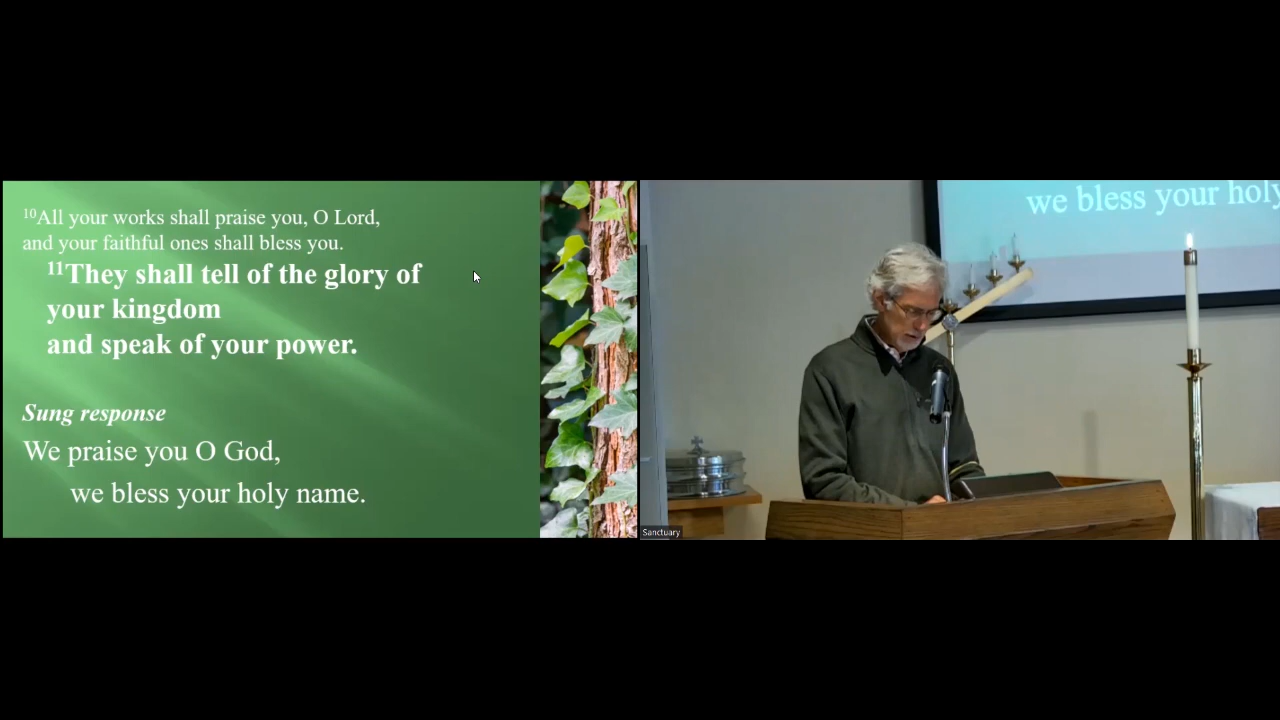 ¹⁰All your works shall praise you, O Lord,
and your faithful ones shall bless you.
¹¹They shall tell of the glory of
your kingdom
and speak of your power.
Sung response
We praise you O God,
we bless your holy name.
we bless your holy
Sanctuary